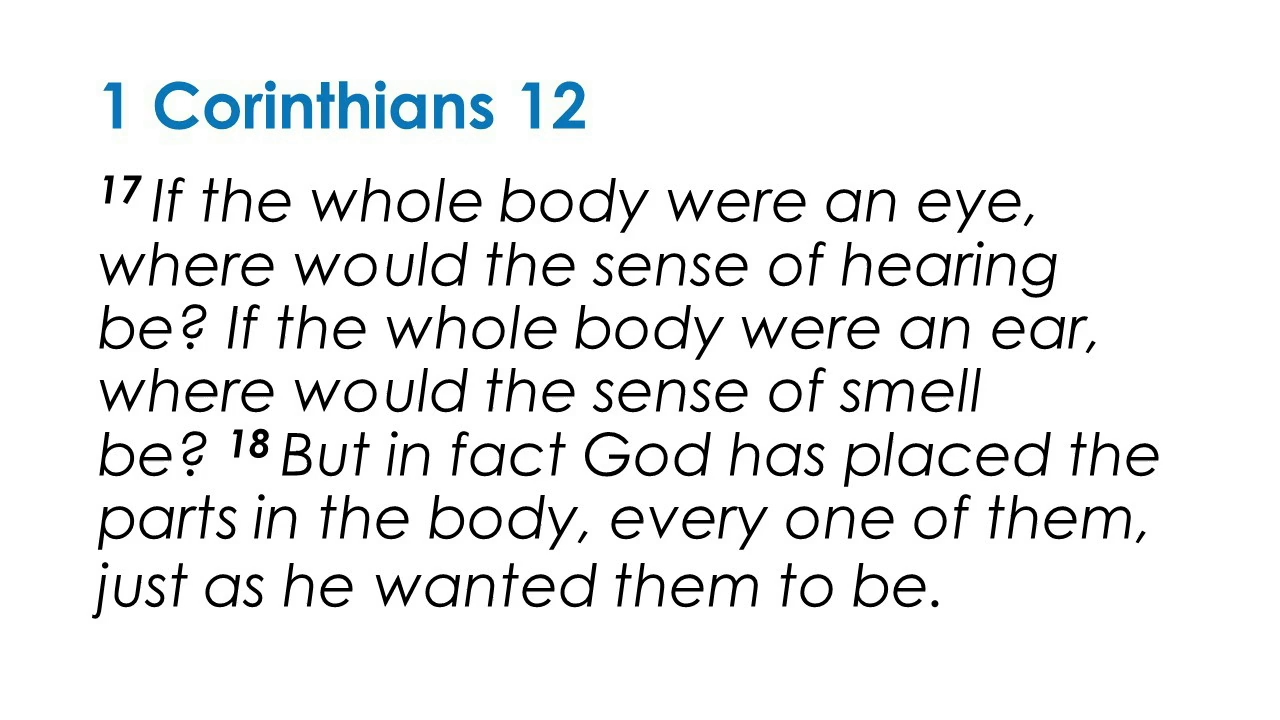 1 Corinthians 12
17 If the whole body were an eye,
where would the sense of hearing
be? If the whole body were an ear,
where would the sense of smell
be? 18 But in fact God has placed the
parts in the body, every one of them,
just as he wanted them to be.